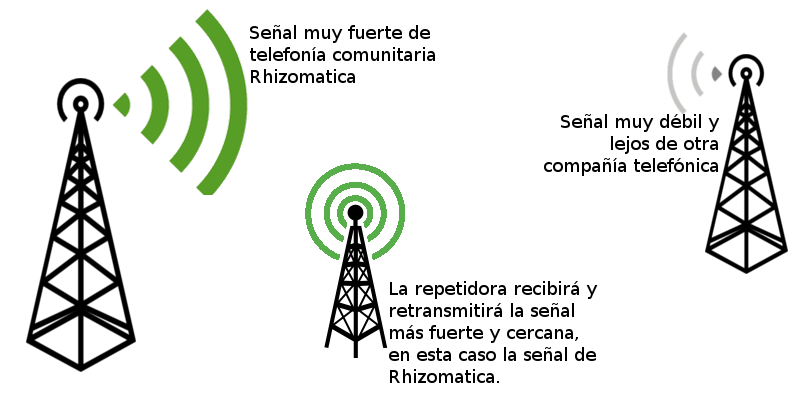 Señal muy fuerte de
telefonía comunitaria
Rhizomatica
Señal muy débil y
lejos de otra
compañía telefónica
La repetidora recibirá y
retransmitirá la señal
más fuerte y cercana,
en esta caso la señal de
Rhizomatica.